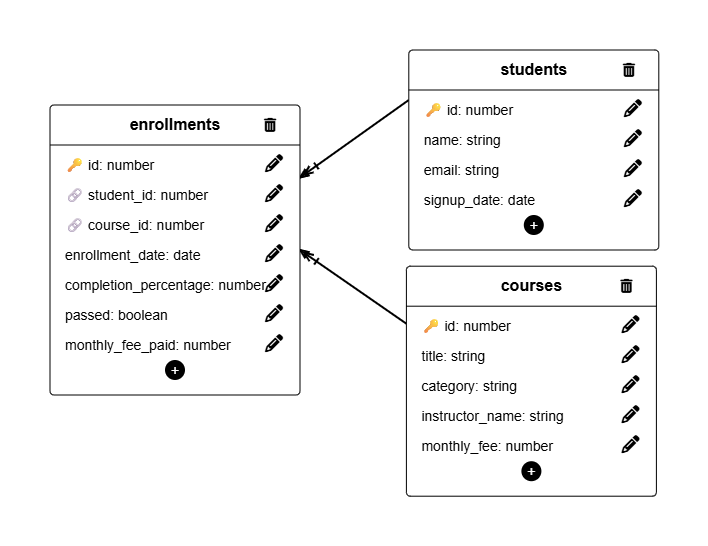 enrollments
id: number
student_id: number
course_id: number
enrollment_date: date
completion_percentage: number
passed: boolean
monthly_fee_paid: number
+
students
id: number
name: string
email: string
signup_date: date
+
courses
id: number
title: string
category: string
instructor_name: string
monthly_fee: number
+